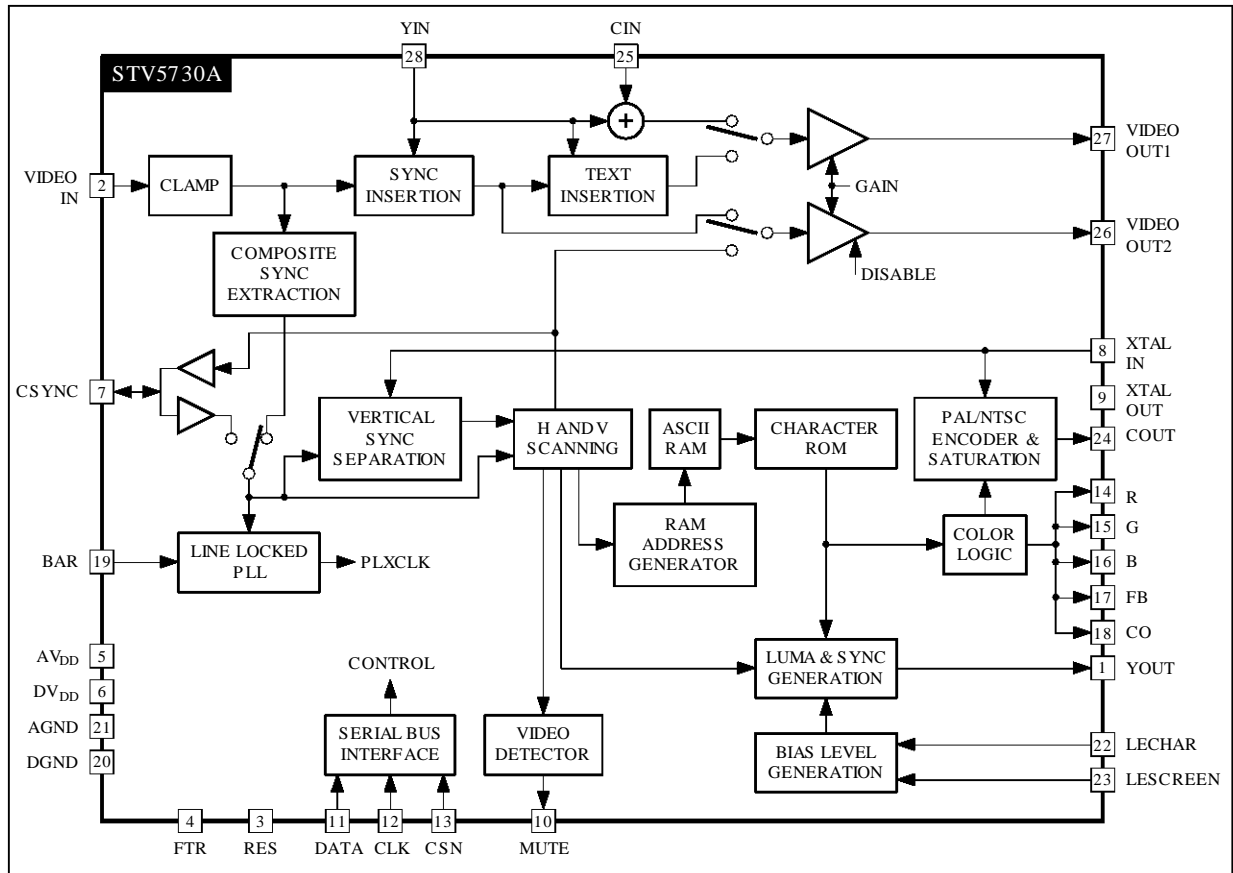 YIN
CIN
28
25
STV5730A
27
VIDEO
OUT1
VIDEO
IN
2
CLAMP
SYNC
INSERTION
TEXT
INSERTION
GAIN
26
VIDEO
OUT2
COMPOSITE
SYNC
EXTRACTION
DISABLE
8
XTAL
IN
CSYNC
7
9
XTAL
OUT
VERTICAL
SYNC
SEPARATION
H AND V
SCANNING
ASCII
RAM
CHARACTER
ROM
PAL/NTSC
ENCODER &
SATURATION
24
COUT
14
R
15
G
BAR
19
LINE LOCKED
PLL
PLXCLK
RAM
ADDRESS
GENERATOR
COLOR
LOGIC
16
B
17
FB
18
CO
AVDD
5
CONTROL
LUMA & SYNC
GENERATION
1
YOUT
DVDD
6
AGND
21
SERIAL BUS
INTERFACE
VIDEO
DETECTOR
BIAS LEVEL
GENERATION
22
LECHAR
DGND
20
23
LESCREEN
4
3
11
12
13
10
FTR
RES
DATA
CLK
CSN
MUTE
+